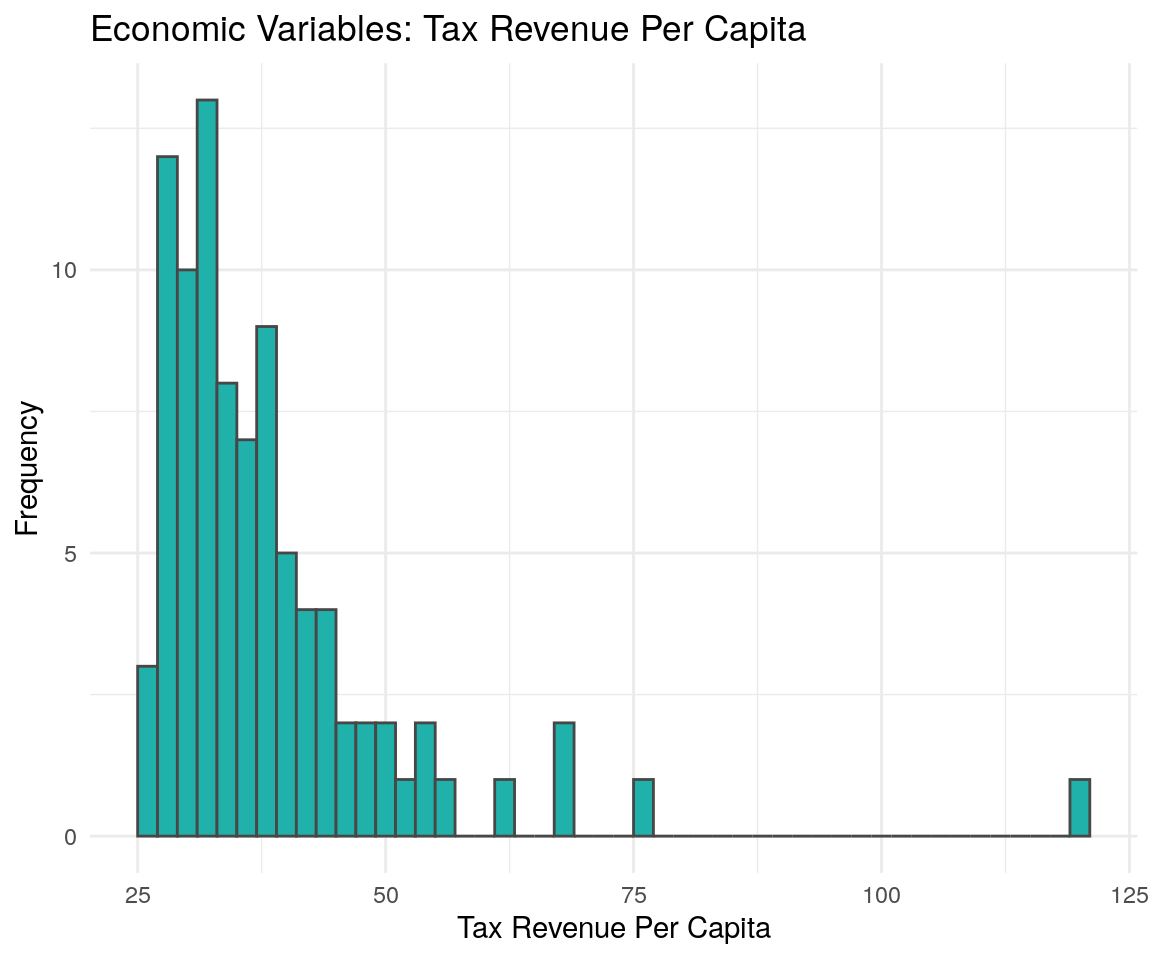 Economic Variables: Tax Revenue Per Capita
10
5
0
Frequency
25 50 75 100 125
Tax Revenue Per Capita